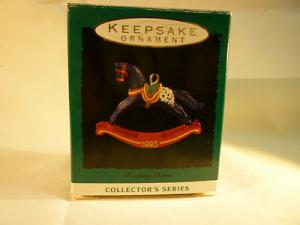 KEEPSAKE
ORNAMENT
1993
Rocking Horse
COLLECTOR'S SERIES